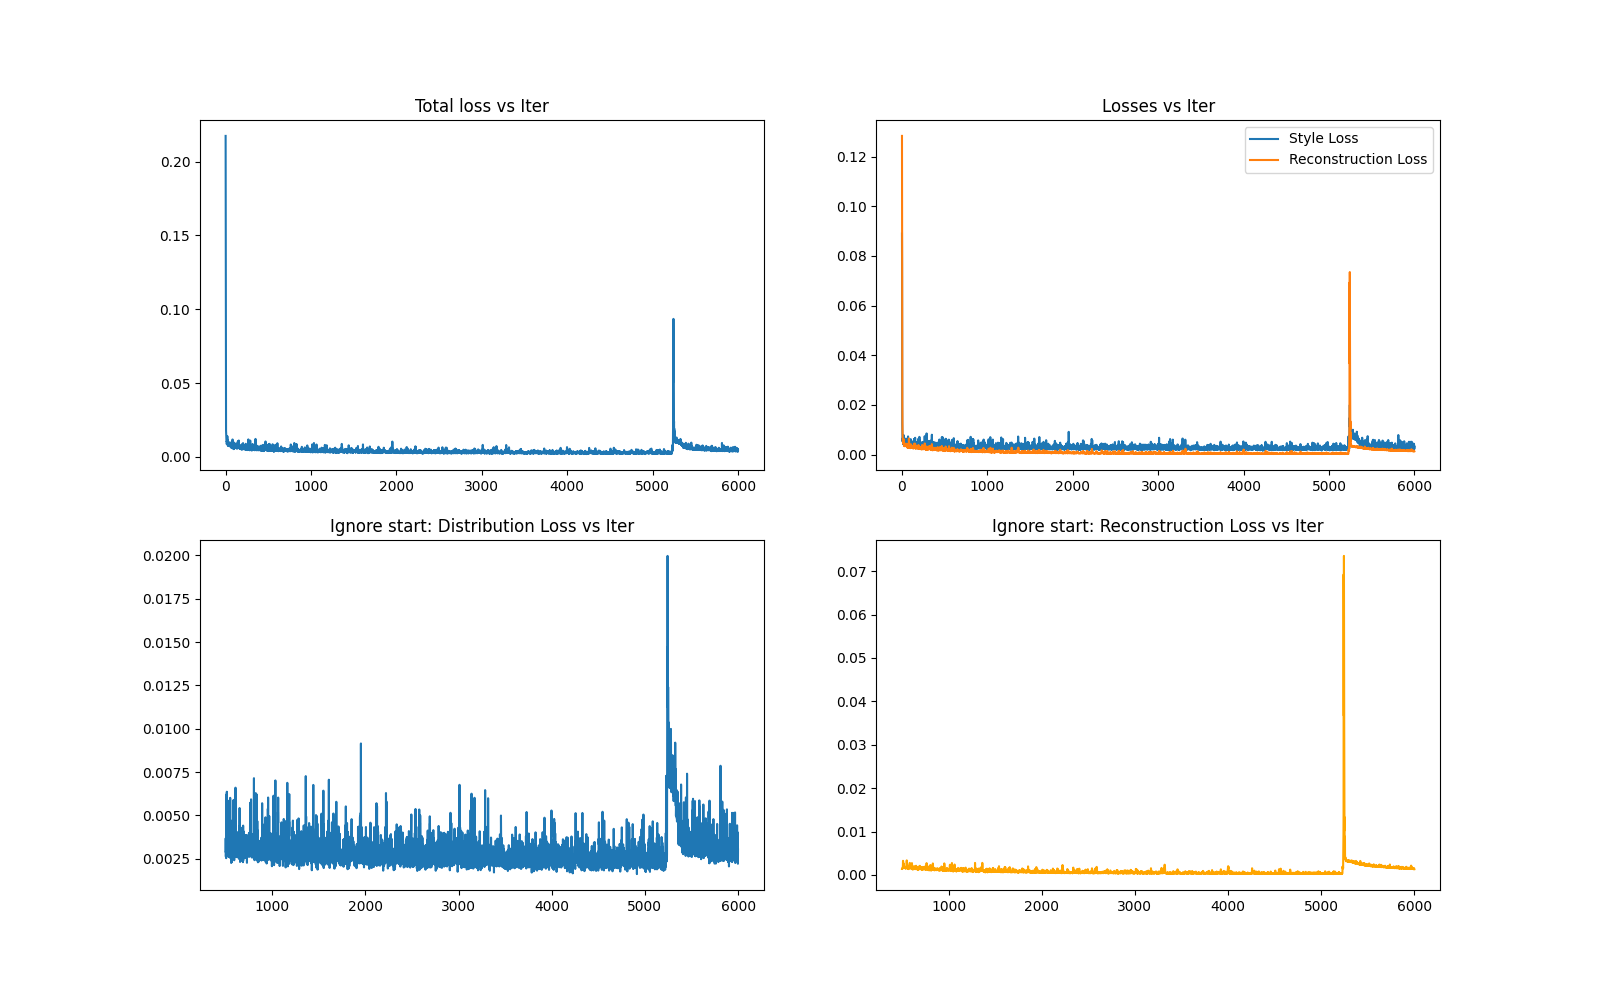 Total loss vs Iter
0.20
0.15
0.10
0.05
0.00
0 1000 2000 3000 4000 5000 6000
Losses vs Iter
Style Loss
Reconstruction Loss
0.12
0.10
0.08
0.06
0.04
0.02
0.00
0 1000 2000 3000 4000 5000 6000
Ignore start: Distribution Loss vs Iter
0.0200
0.0175
0.0150
0.0125
0.0100
0.0075
0.0050
0.0025
1000 2000 3000 4000 5000 6000
Ignore start: Reconstruction Loss vs Iter
0.07
0.06
0.05
0.04
0.03
0.02
0.01
0.00
1000 2000 3000 4000 5000 6000